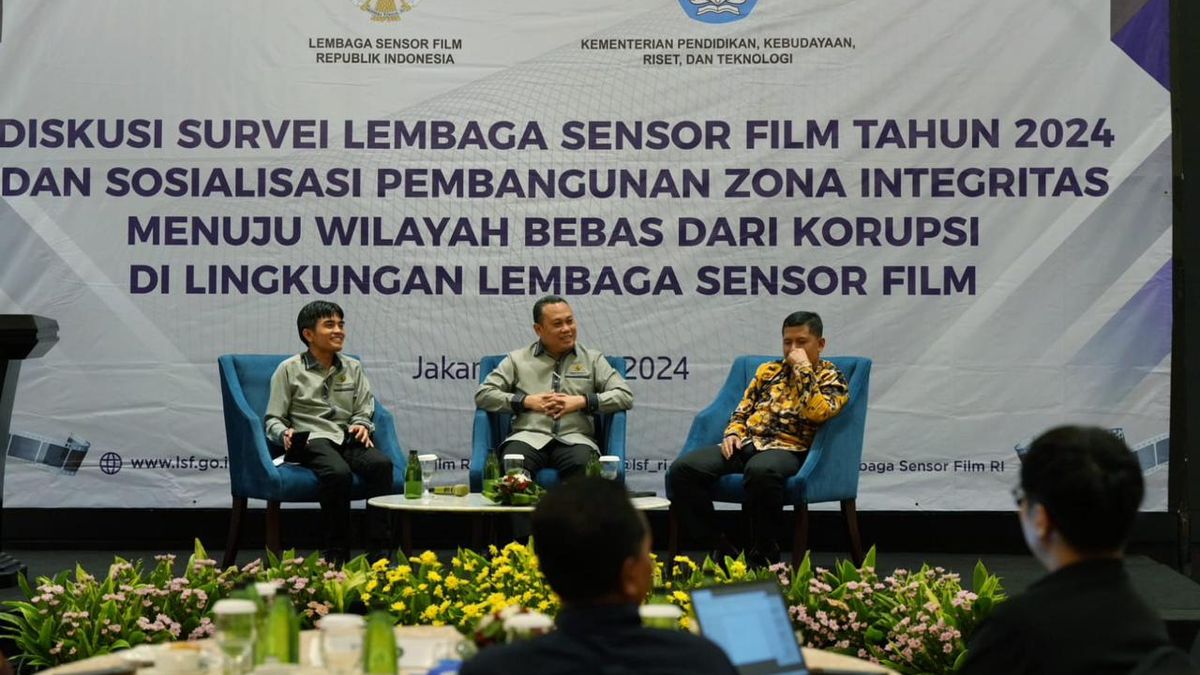 LEMBAGA SENSOR FILM
REPUBLIK INDONESIA
KEMENTERIAN PENDIDIKAN, KEBUDAYAAN,
RISET, DAN TEKNOLOGI
DISKUSI SURVEI LEMBAGA SENSOR FILM TAHUN 2024
DAN SOSIALISASI PEMBANGUNAN ZONA INTEGRITAS
MENUJU WILAYAH BEBAS DARI KORUPSI
DI LINGKUNGAN LEMBAGA SENSOR FILM
2024
www.lsf.go.i
RI @lsf_ri
Sensor Film RI